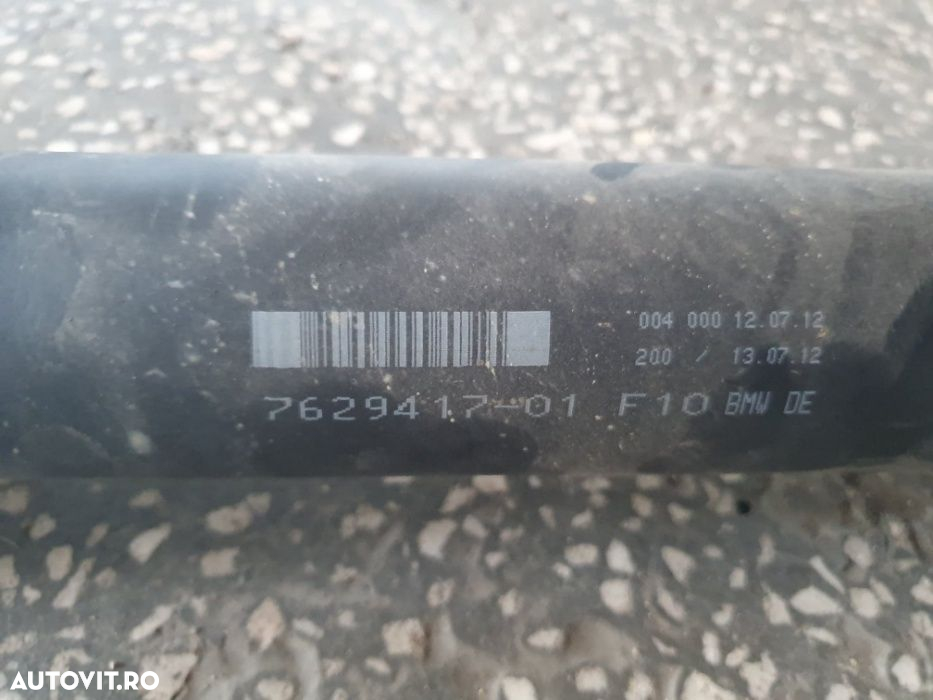 004 000 12.07.12
200 / 13.07.12
7629417-01 F10 BMW DE
AUTOVIT.RO